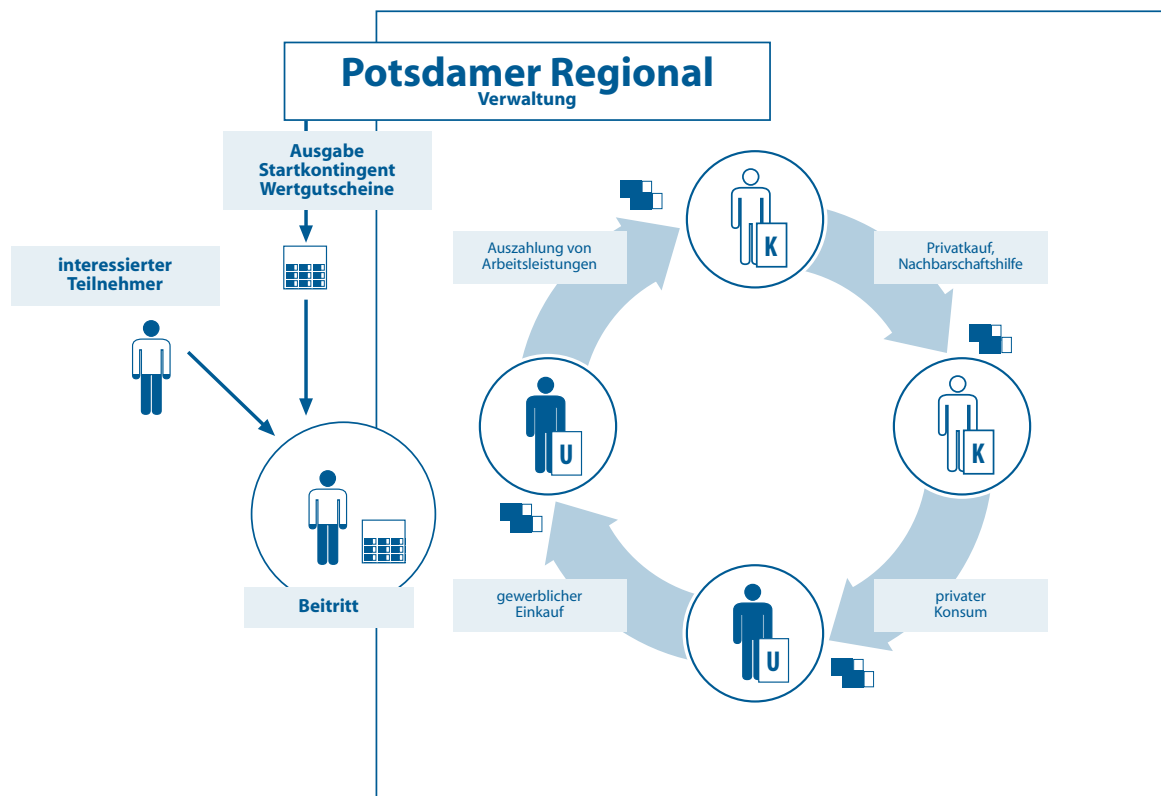 Potsdamer Regional
Verwaltung
Ausgabe
Startkontingent
Wertgutscheine
interessierter
Teilnehmer
Beitritt
Auszahlung von
Arbeitsleistungen
K
Privatkauf,
Nachbarschaftshilfe
U
K
gewerblicher
Einkauf
U
privater
Konsum